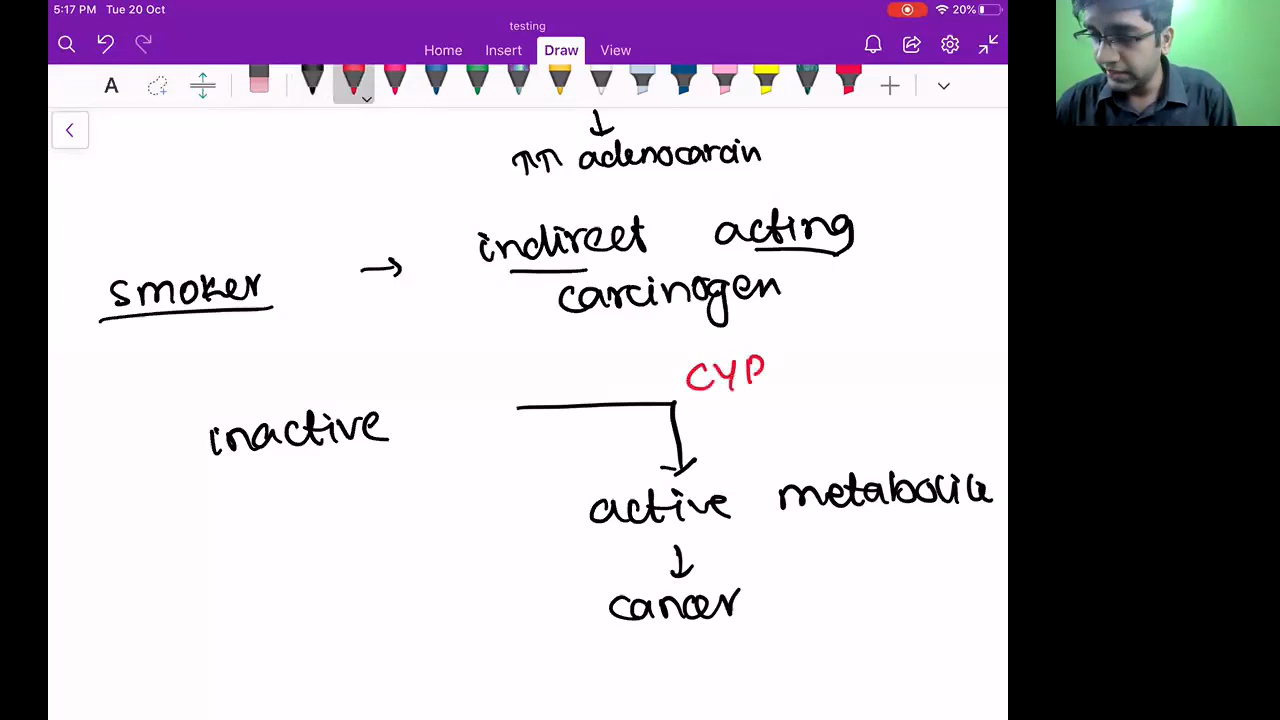 5:17 PM Tue 20 Oct
20%
testing
Home Insert Draw View
A
↓
↑↑ adenocarcin
smoker → indirect acting
carcinogen
CYP
inactive
active metabolite
↓
cancer